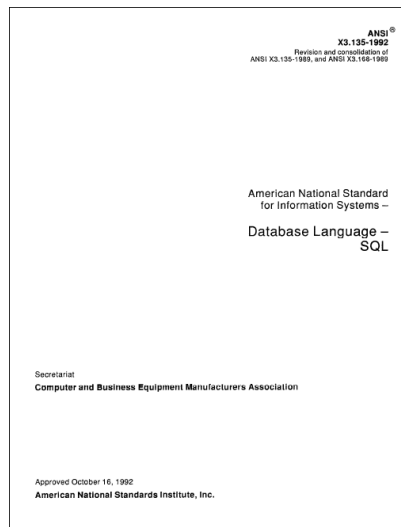 ANSI®
X3.135-1992
Revision and consolidation of
ANSI X3.135-1989, and ANSI X3.168-1989
American National Standard
for Information Systems –
Database Language –
SQL
Secretariat
Computer and Business Equipment Manufacturers Association
Approved October 16, 1992
American National Standards Institute, Inc.